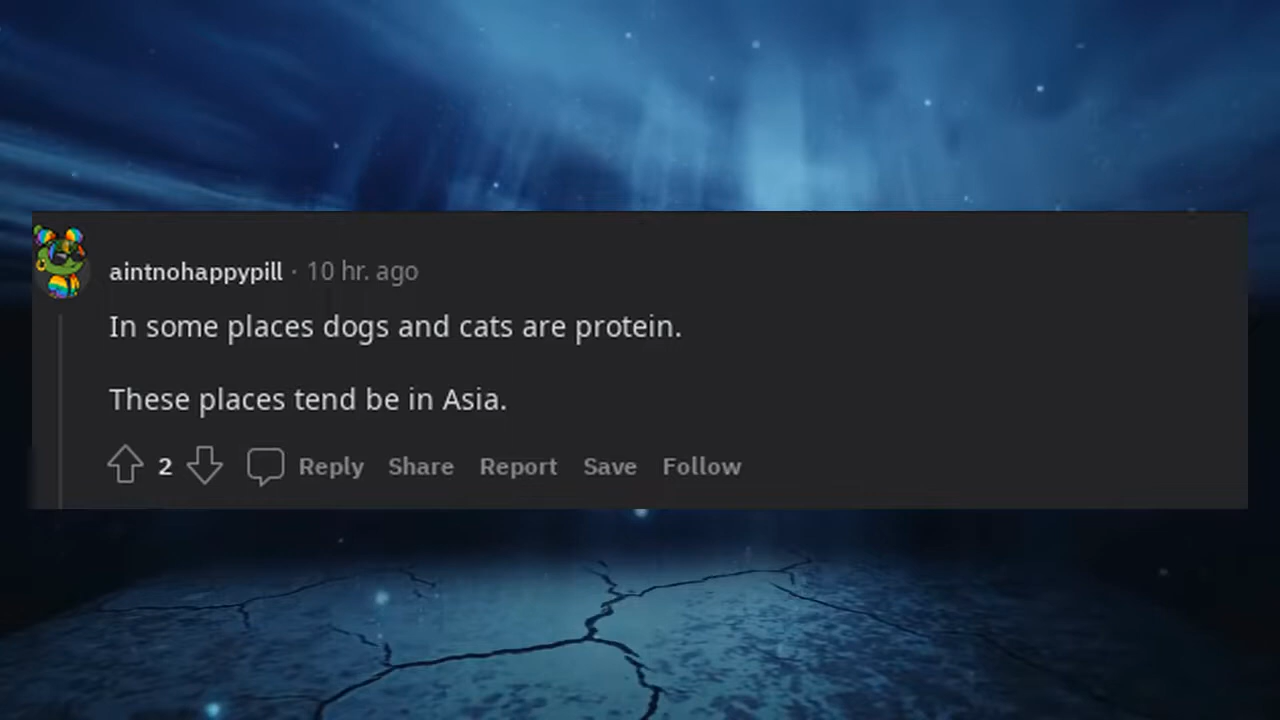 aintnohappypill · 10 hr. ago
In some places dogs and cats are protein.
These places tend be in Asia.
2 Reply Share Report Save Follow